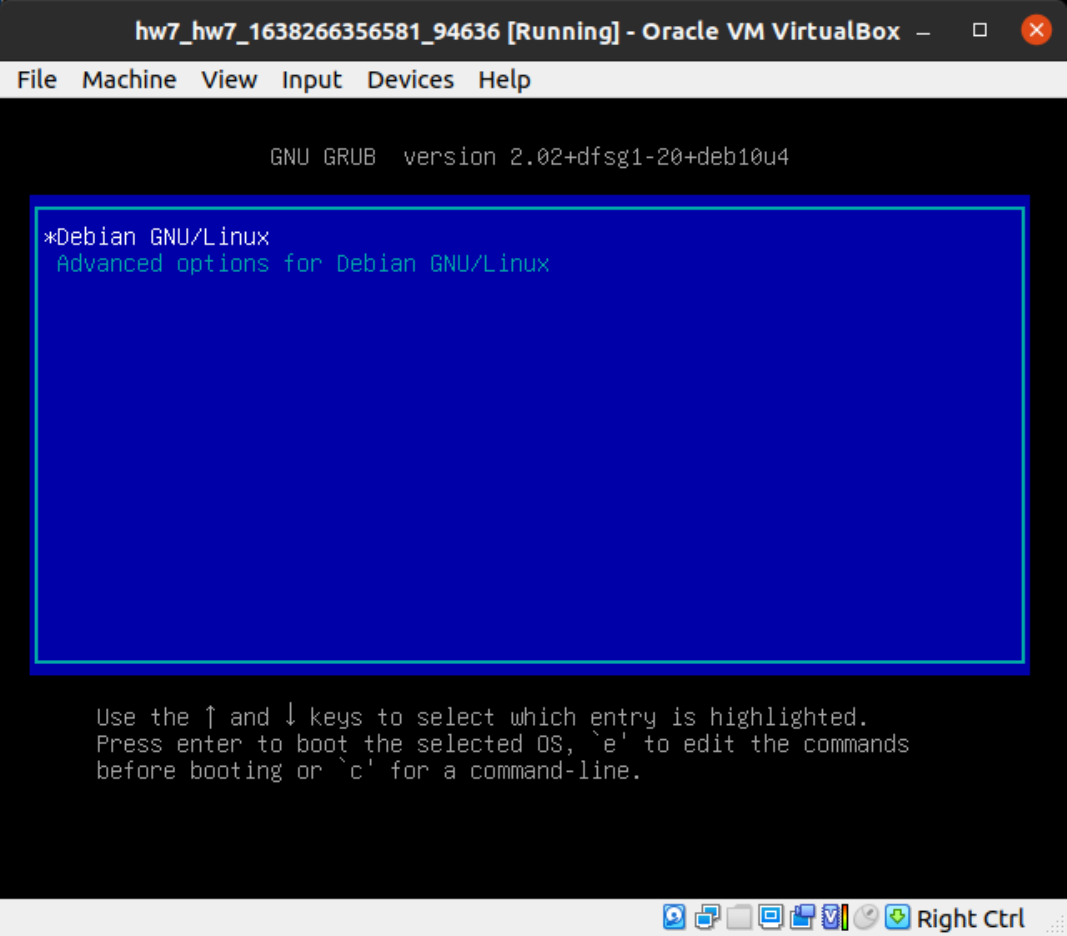 hw7_hw7_1638266356581_94636 [Running] - Oracle VM VirtualBox
File Machine View Input Devices Help
GNU GRUB version 2.02+dfsg1-20+deb10u4
*Debian GNU/Linux
Advanced options for Debian GNU/Linux
Use the ↑ and ↓ keys to select which entry is highlighted.
Press enter to boot the selected OS, `e' to edit the commands
before booting or `c' for a command-line.
Right Ctrl